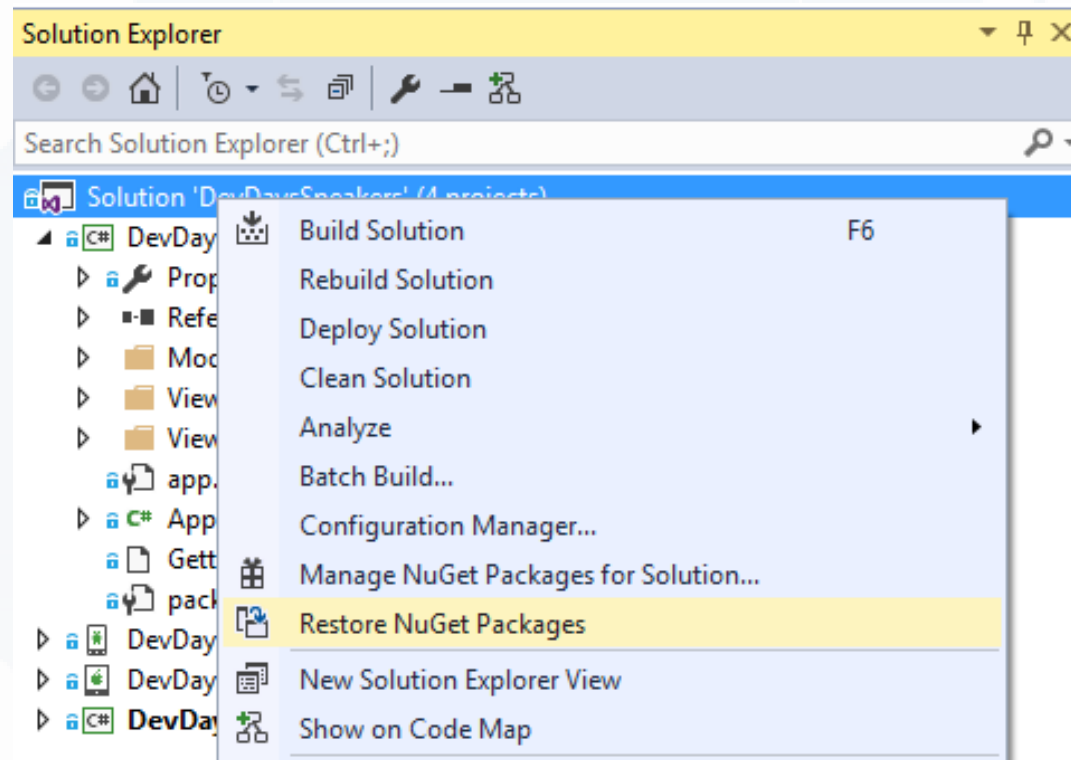 Solution Explorer
Search Solution Explorer (Ctrl+;)
Solution 'DevDaysSpeakers' (4 projects)
C# DevDay
Prop
Refe
Mod
View
View
app.
C# App
Gett
pack
DevDay
DevDay
C# DevDay
Build Solution F6
Rebuild Solution
Deploy Solution
Clean Solution
Analyze
Batch Build...
Configuration Manager...
Manage NuGet Packages for Solution...
Restore NuGet Packages
New Solution Explorer View
Show on Code Map